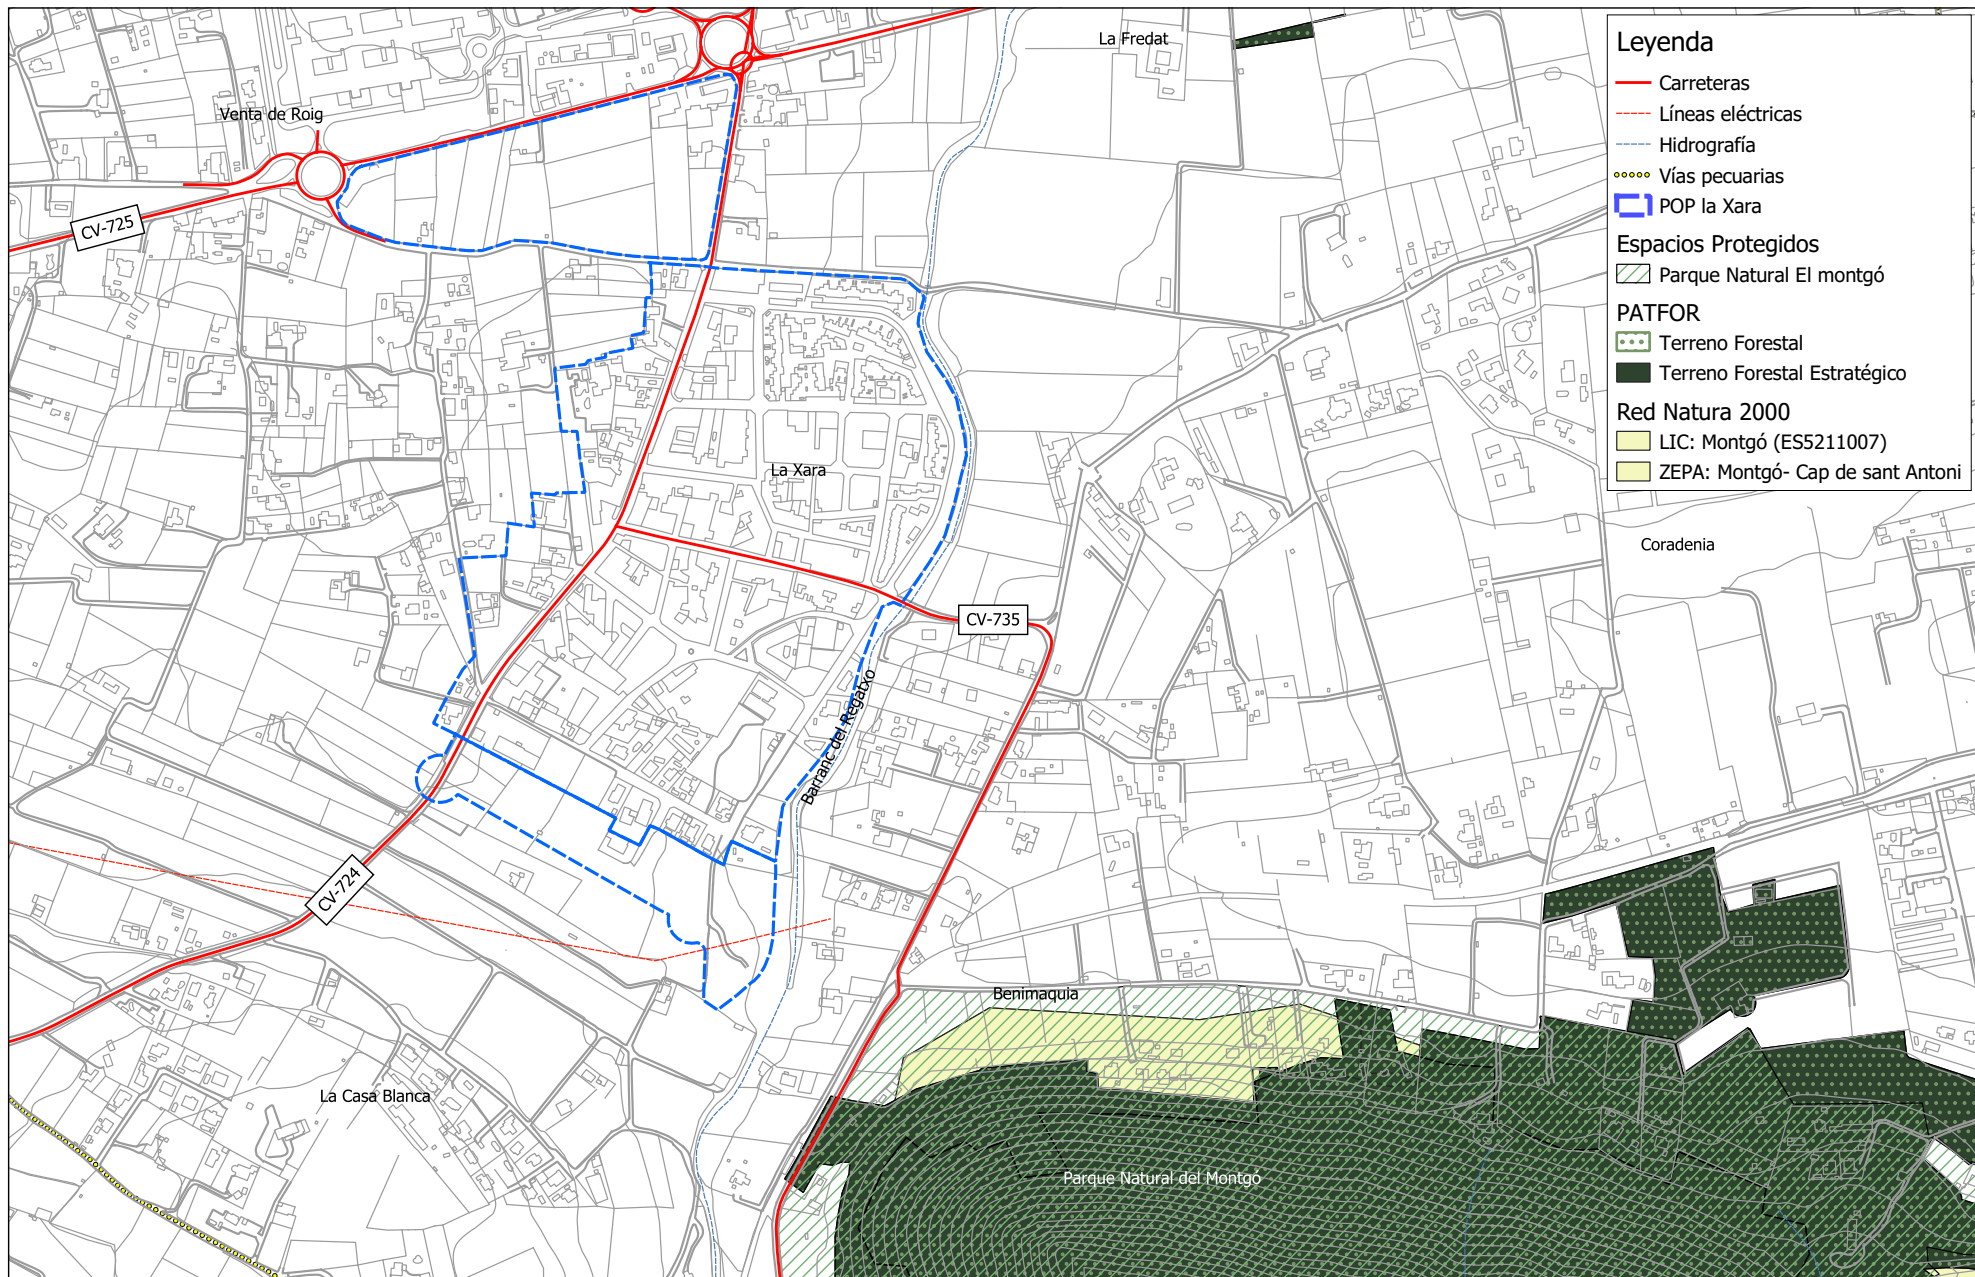 La Fredat
Venta de Roig
CV-725
La Xara
Coradenia
CV-735
Barranc del Regatxo
CV-724
Benimaquia
La Casa Blanca
Parque Natural del Montgó
Leyenda
Carreteras
Líneas eléctricas
Hidrografía
Vías pecuarias
POP la Xara
Espacios Protegidos
Parque Natural El montgó
PATFOR
Terreno Forestal
Terreno Forestal Estratégico
Red Natura 2000
LIC: Montgó (ES5211007)
ZEPA: Montgó- Cap de sant Antoni